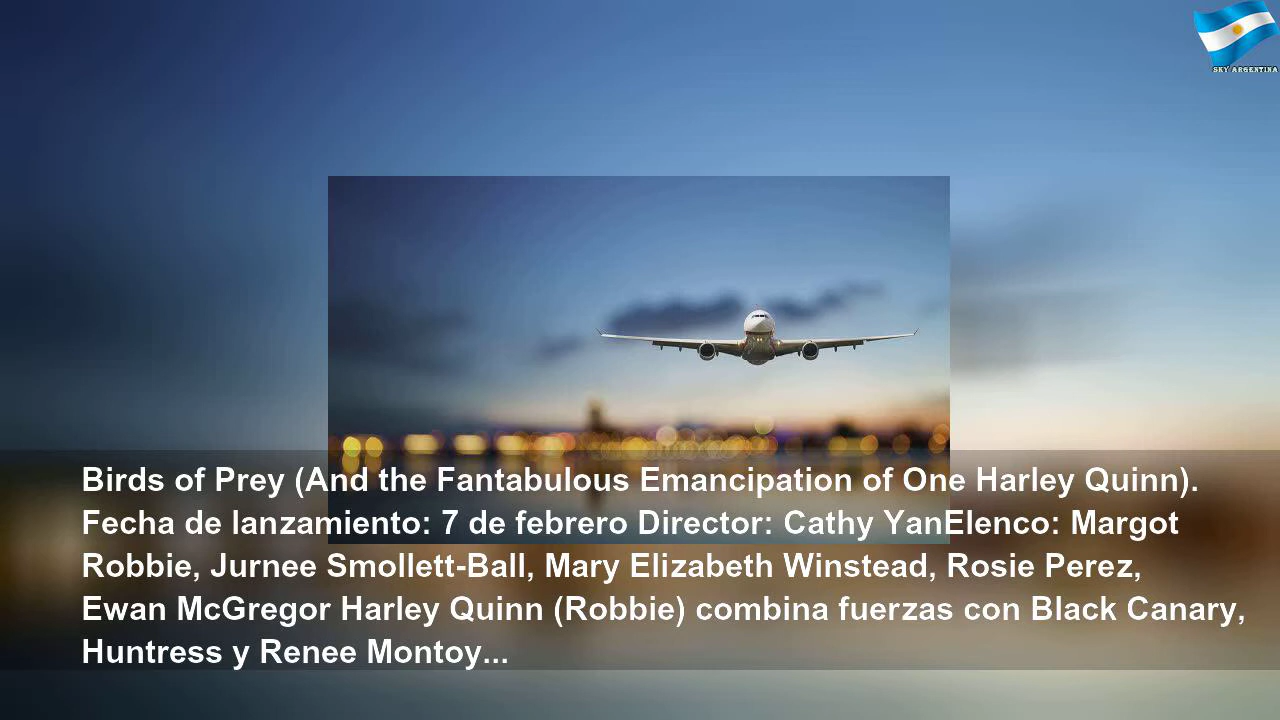 SKY ARGENTINA
Birds of Prey (And the Fantabulous Emancipation of One Harley Quinn).
Fecha de lanzamiento: 7 de febrero Director: Cathy YanElenco: Margot
Robbie, Jurnee Smollett-Ball, Mary Elizabeth Winstead, Rosie Perez,
Ewan McGregor Harley Quinn (Robbie) combina fuerzas con Black Canary,
Huntress y Renee Montoy...